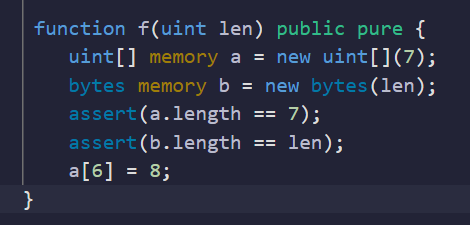 function f(uint len) public pure {
uint[] memory a = new uint[](7);
bytes memory b = new bytes(len);
assert(a.length == 7);
assert(b.length == len);
a[6] = 8;
}